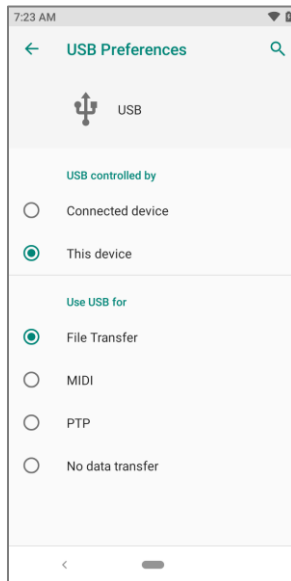 7:23 AM
USB Preferences
USB
USB controlled by
Connected device
This device
Use USB for
File Transfer
MIDI
PTP
No data transfer